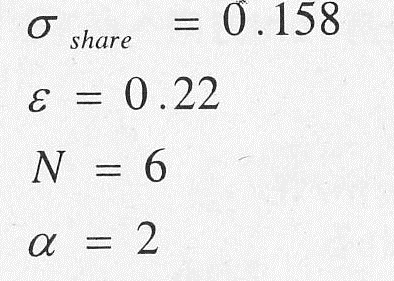 σ share = 0.158
ε = 0.22
N = 6
α = 2